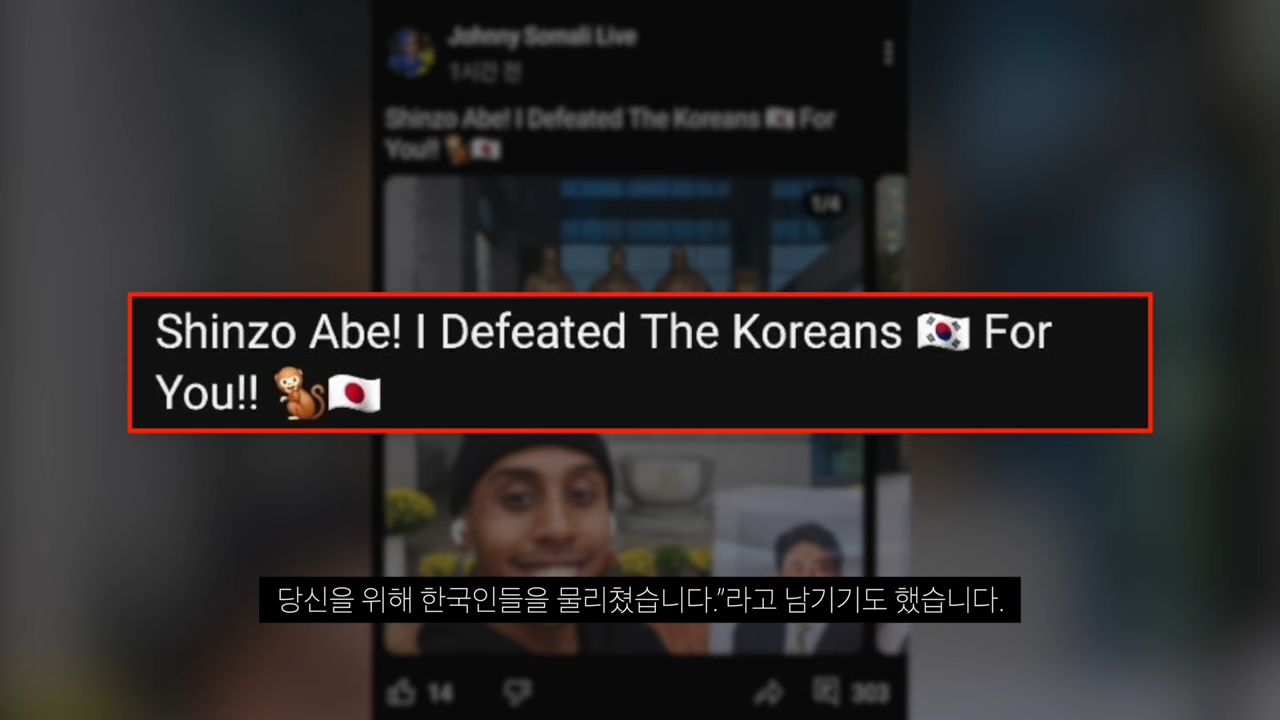 Johnny Somali Live
1시간 전
Shinzo Abe! I Defeated The Koreans 🇰🇷 For
You!! 🐒🇯🇵
1/4
Shinzo Abe! I Defeated The Koreans 🇰🇷 For
You!! 🐒🇯🇵
당신을 위해 한국인들을 물리쳤습니다."라고 남기기도 했습니다.
14
303